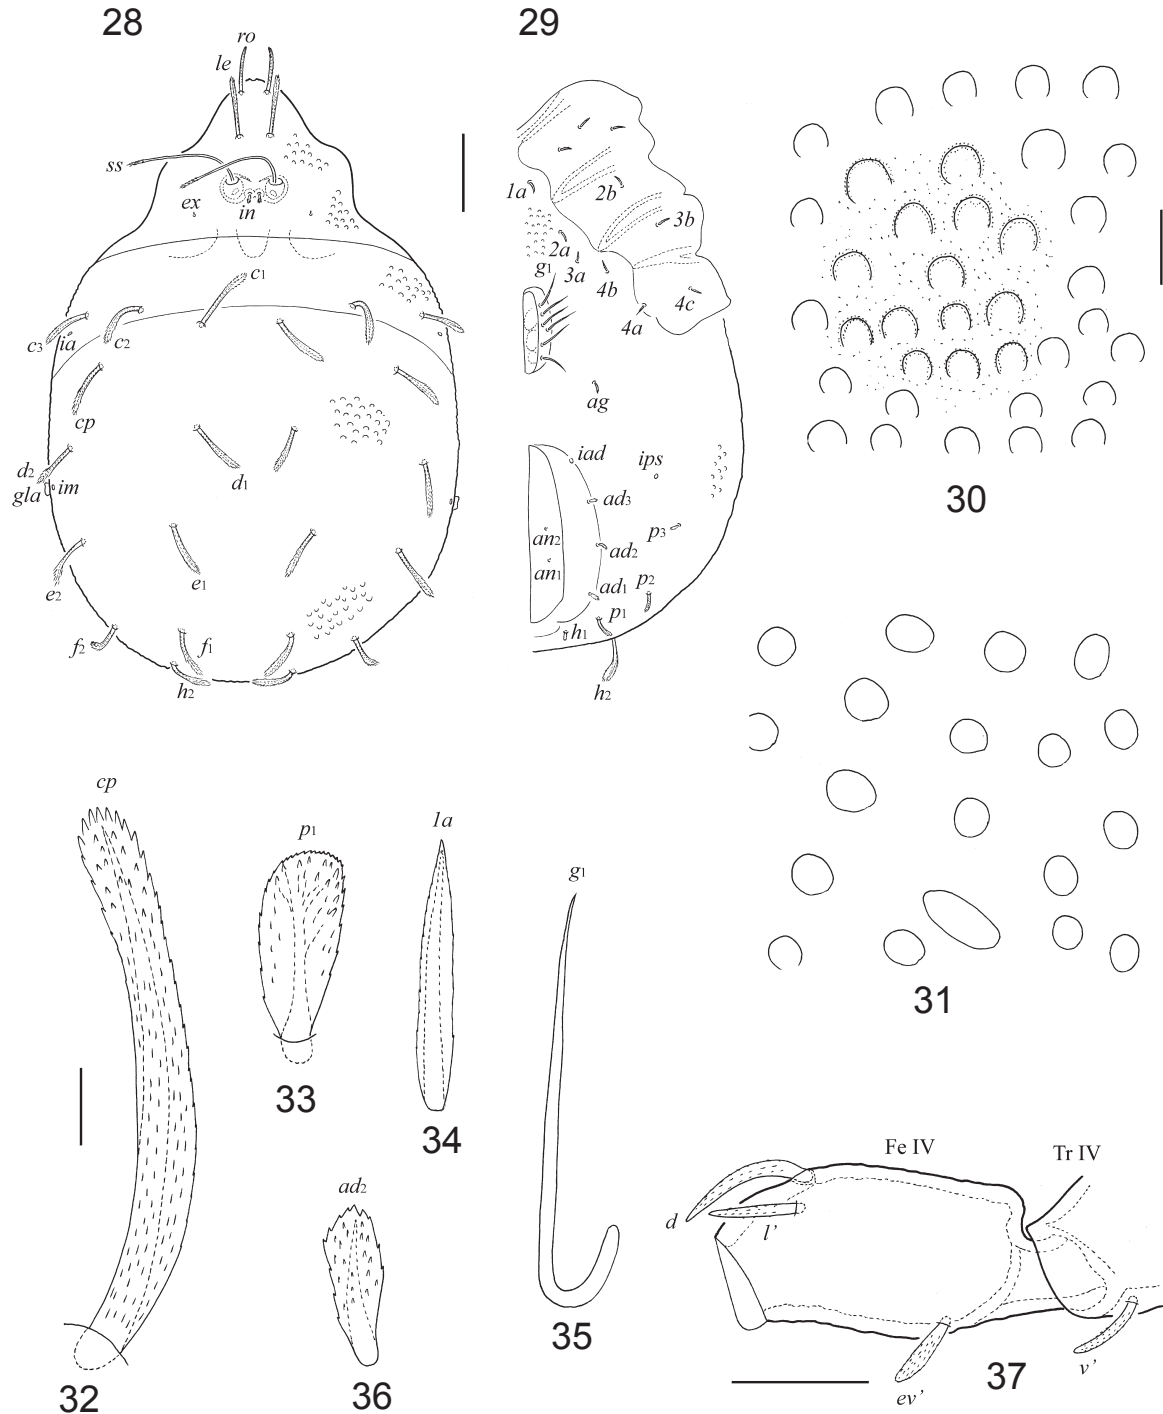 28
29
ro
le
ss
ex
in
c1
c3
ia
c2
cp
d2
gla
im
d1
e2
e1
f2
f1
h2
1a
2b
3b
2a
3a
4b
g1
4a
4c
ag
iad
ips
ad3
p3
an2
ad2
an1
ad1
p2
p1
h1
h2
30
31
cp
p1
1a
g1
33
34
ad2
35
32
36
Fe IV
Tr IV
d
l'
ev'
37
v'